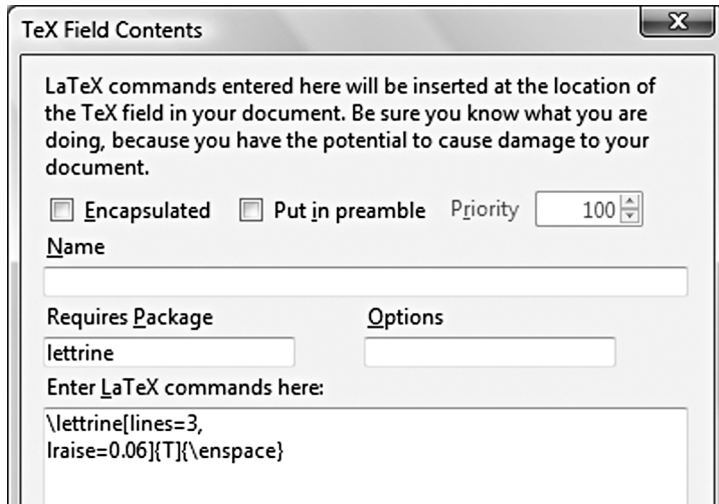 TeX Field Contents
LaTeX commands entered here will be inserted at the location of
the TeX field in your document. Be sure you know what you are
doing, because you have the potential to cause damage to your
document.
Encapsulated Put in preamble Priority 100
Name
Requires Package Options
lettrine
Enter LaTeX commands here:
\lettrine[lines=3,
lraise=0.06]{T]{\enspace}